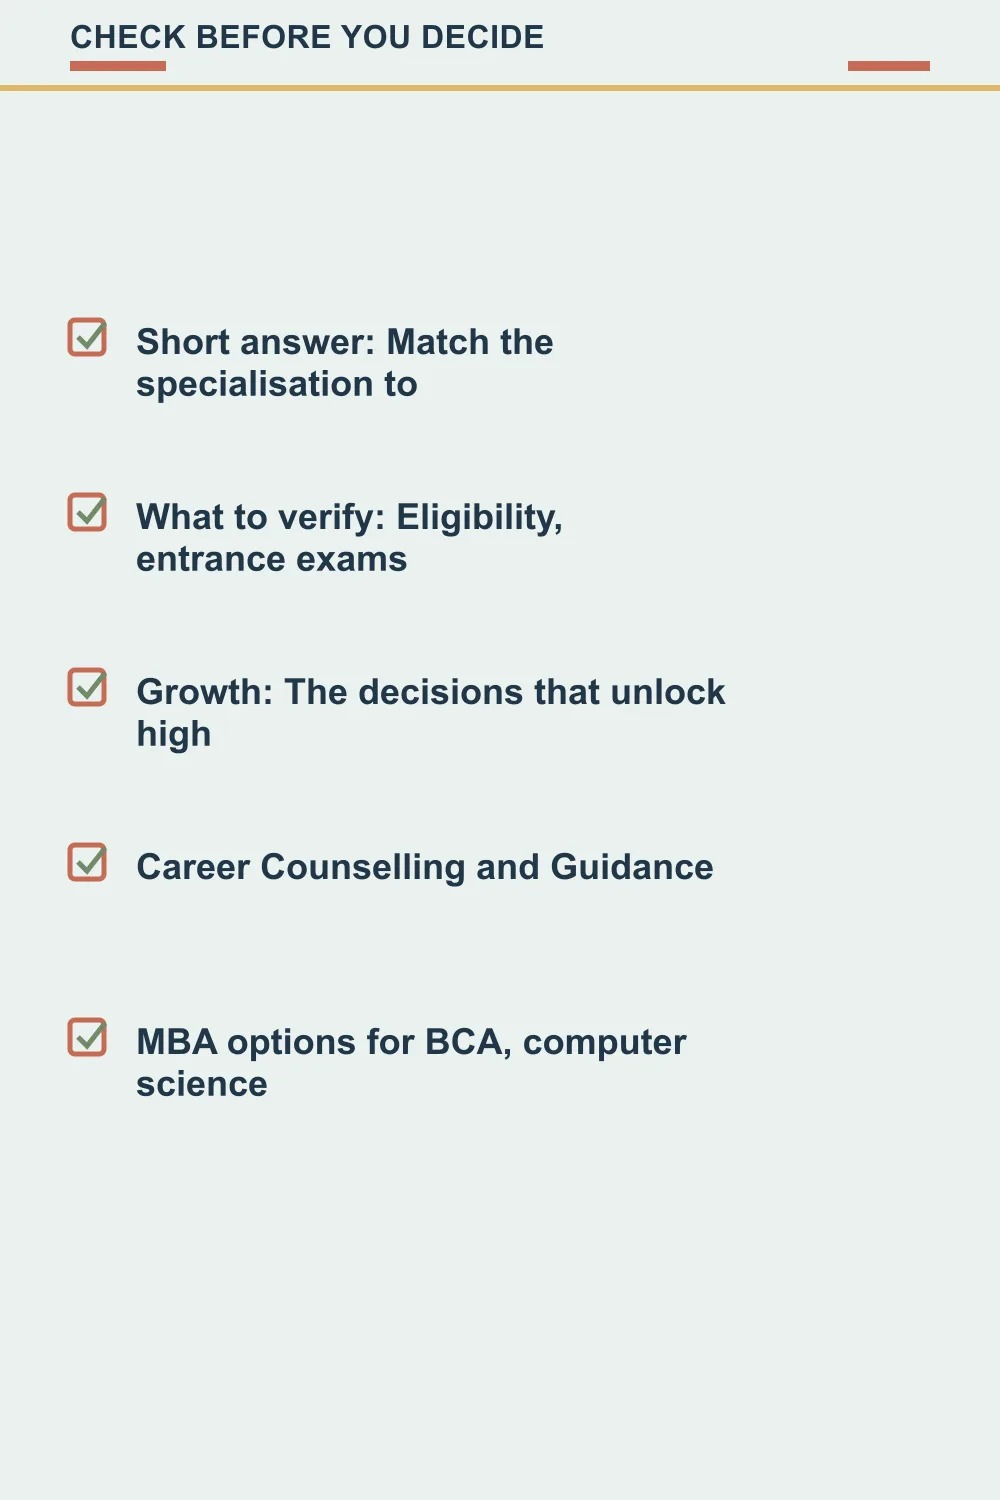 CHECK BEFORE YOU DECIDE
Short answer: Match the
specialisation to
What to verify: Eligibility,
entrance exams
Growth: The decisions that unlock
high
Career Counselling and Guidance
MBA options for BCA, computer
science